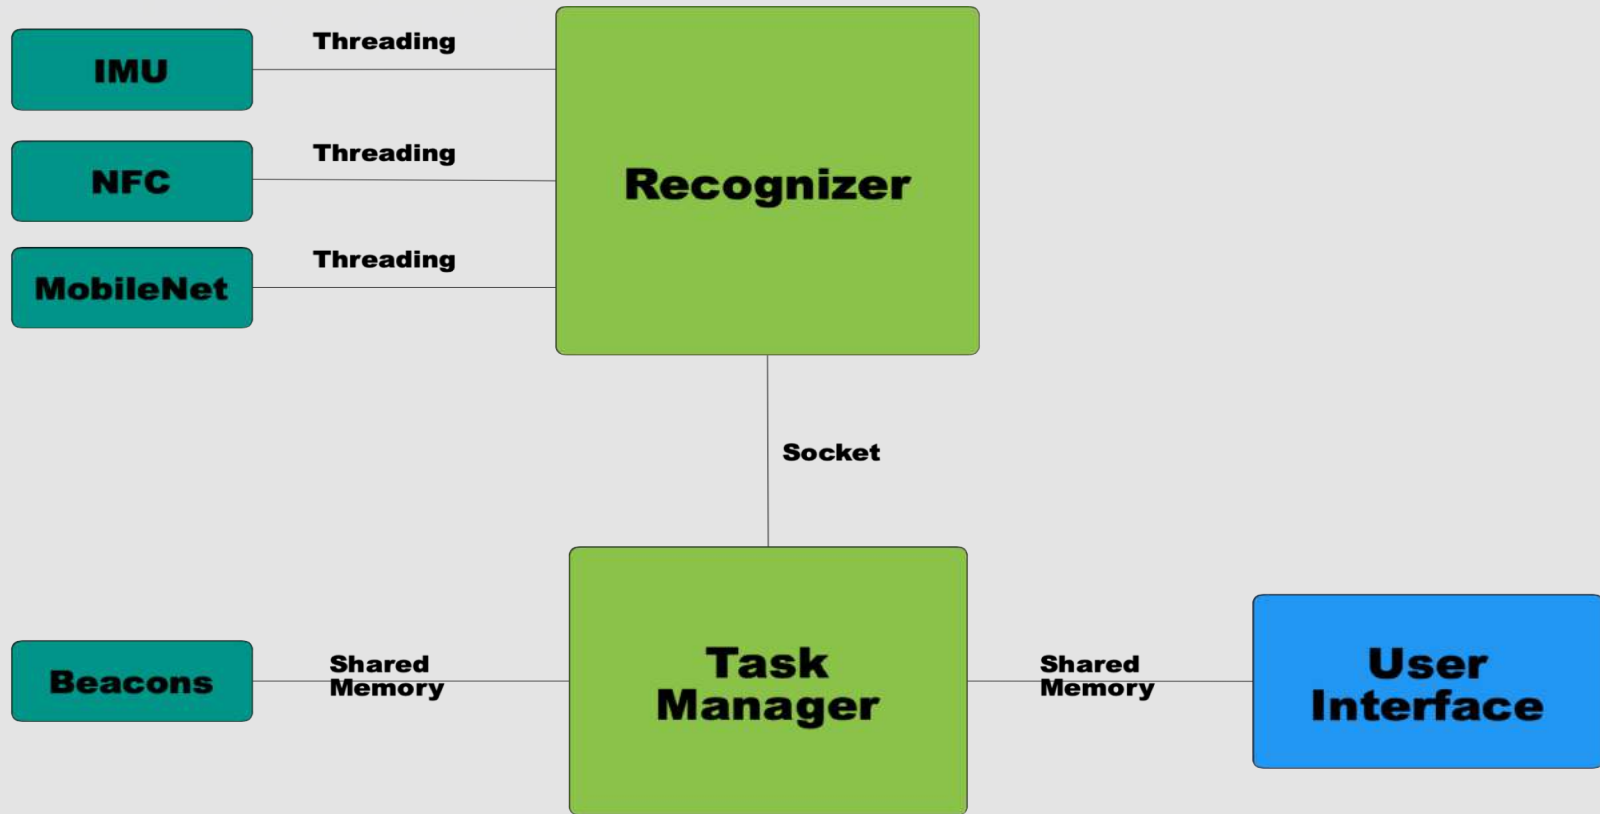 Threading
IMU
Threading
NFC
Recognizer
Threading
MobileNet
Socket
Beacons
Shared
Memory
Task
Manager
Shared
Memory
User
Interface